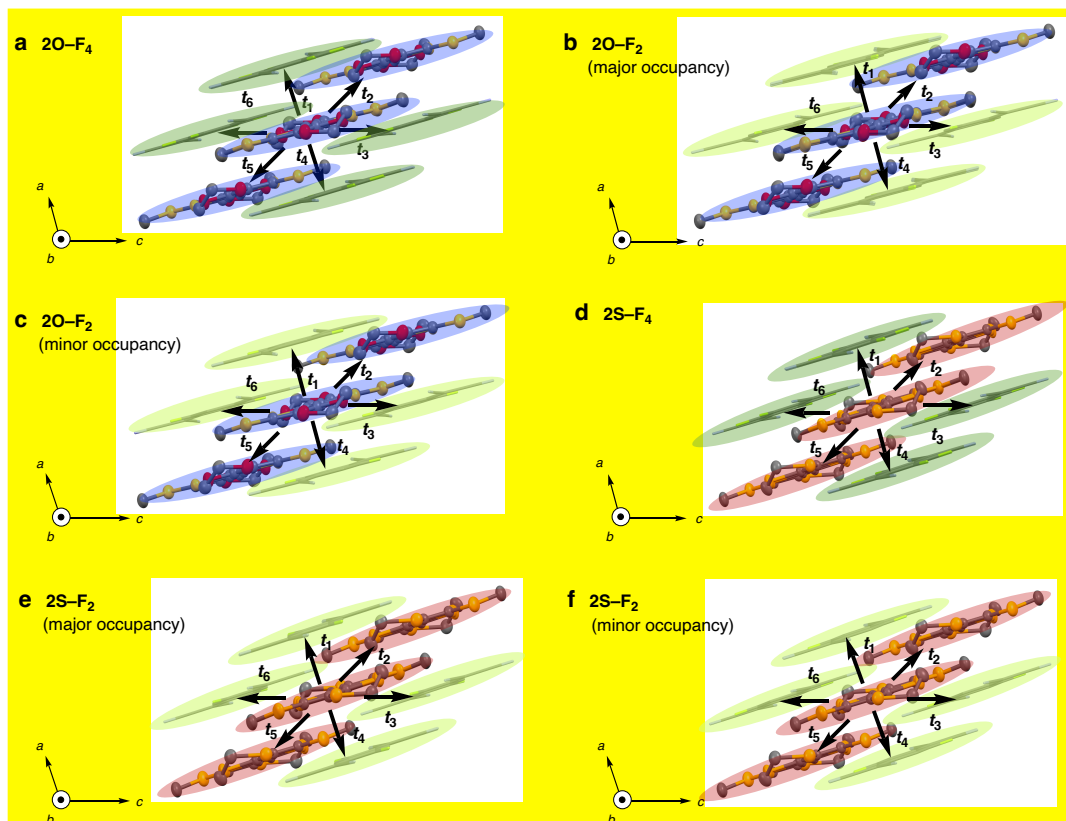 a 2O–F4
t1
t2
t6
t3
t5
t4
a
b
c
b 2O–F2
(major occupancy)
t1
t2
t6
t3
t5
t4
a
b
c
c 2O–F2
(minor occupancy)
t1
t2
t6
t3
t5
t4
a
b
c
d 2S–F4
t1
t2
t6
t3
t5
t4
a
b
c
e 2S–F2
(major occupancy)
t1
t2
t6
t3
t5
t4
a
b
c
f 2S–F2
(minor occupancy)
t1
t2
t6
t3
t5
t4
a
b
c